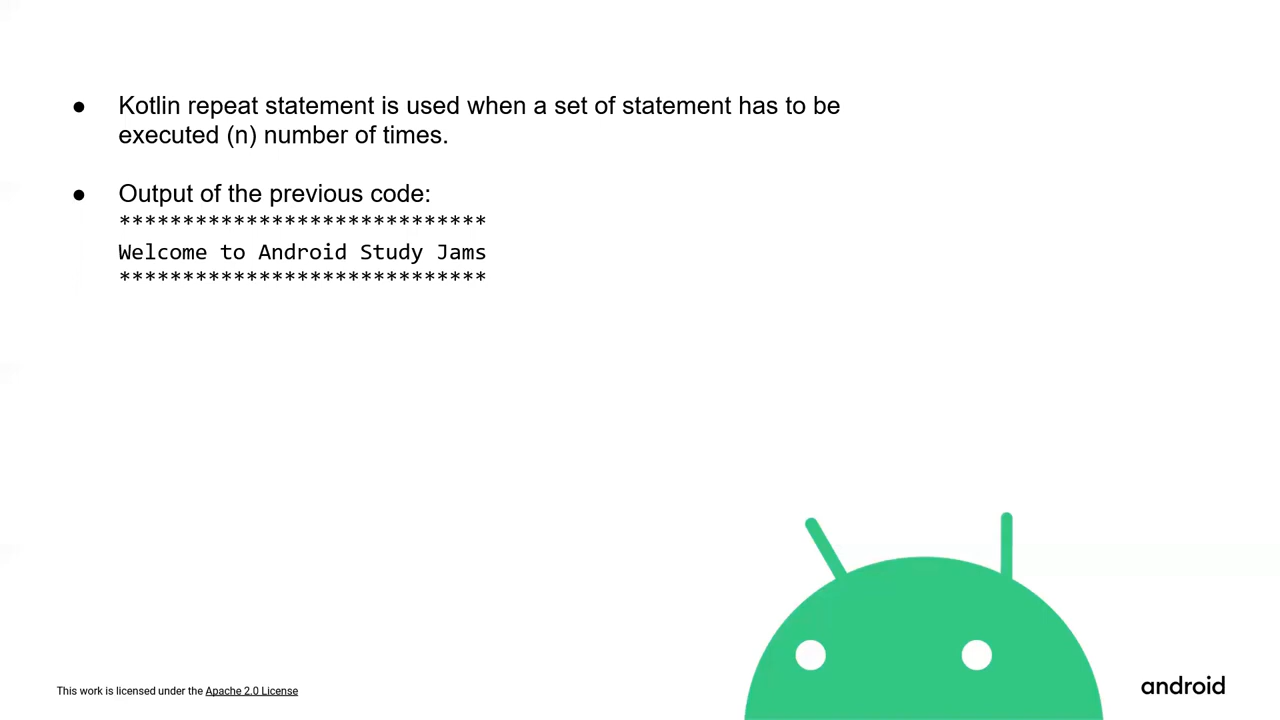 ● Kotlin repeat statement is used when a set of statement has to be
executed (n) number of times.
● Output of the previous code:
*****************************
Welcome to Android Study Jams
*****************************
This work is licensed under the Apache 2.0 License
android